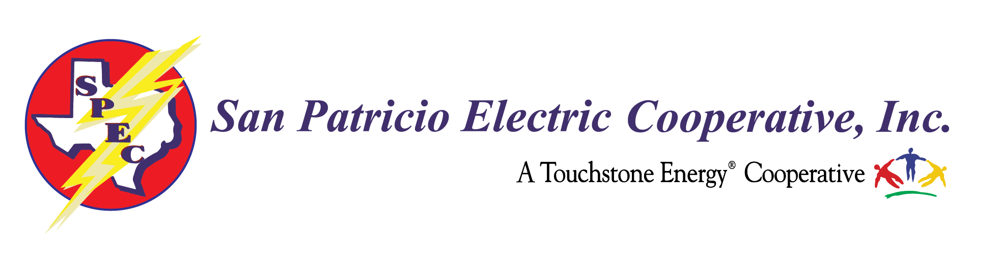 SPEC
San Patricio Electric Cooperative, Inc.
A Touchstone Energy® Cooperative